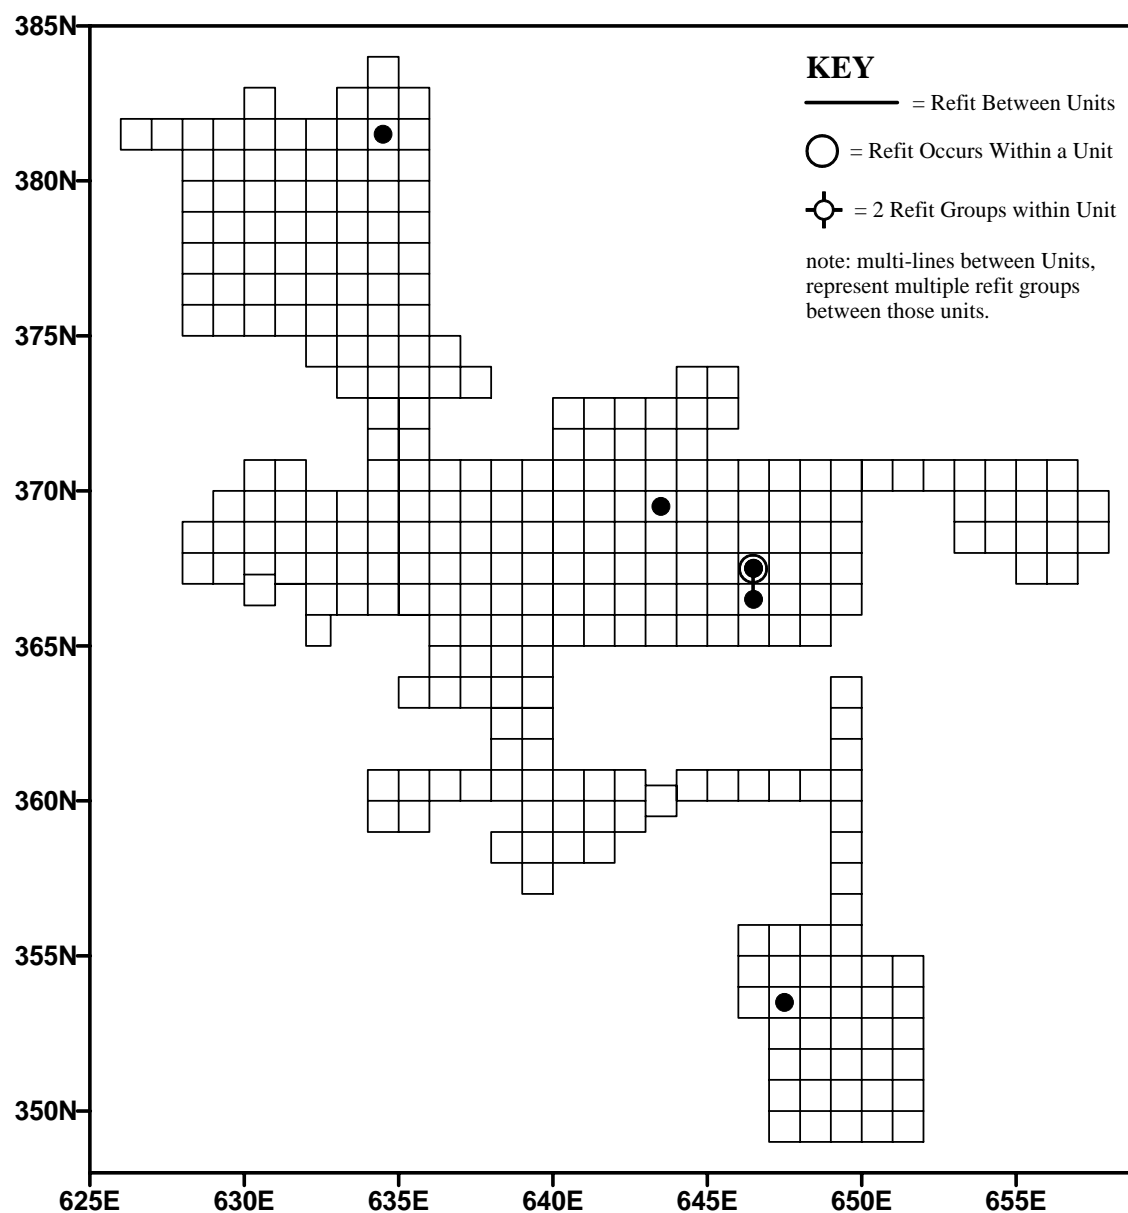 385N
KEY
= Refit Between Units
= Refit Occurs Within a Unit
380N
= 2 Refit Groups within Unit
note: multi-lines between Units,
represent multiple refit groups
between those units.
375N
370N
365N
360N
355N
350N
625E 630E 635E 640E 645E 650E 655E